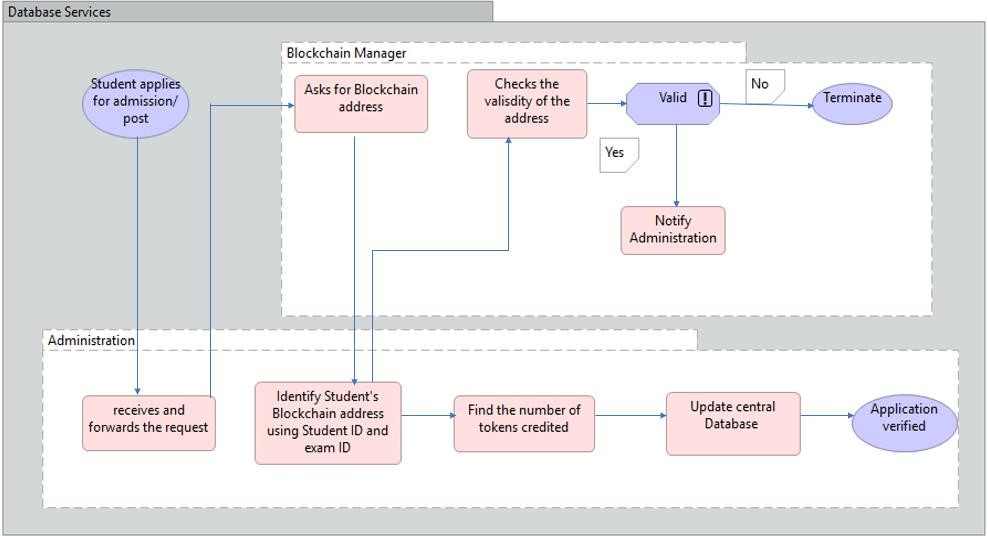 Database Services
Blockchain Manager
Student applies
for admission/
post
Asks for Blockchain
address
Checks the
validity of the
address
Valid
No
Terminate
Yes
Notify
Administration
Administration
receives and
forwards the request
Identify Student's
Blockchain address
using Student ID and
exam ID
Find the number of
tokens credited
Update central
Database
Application
verified